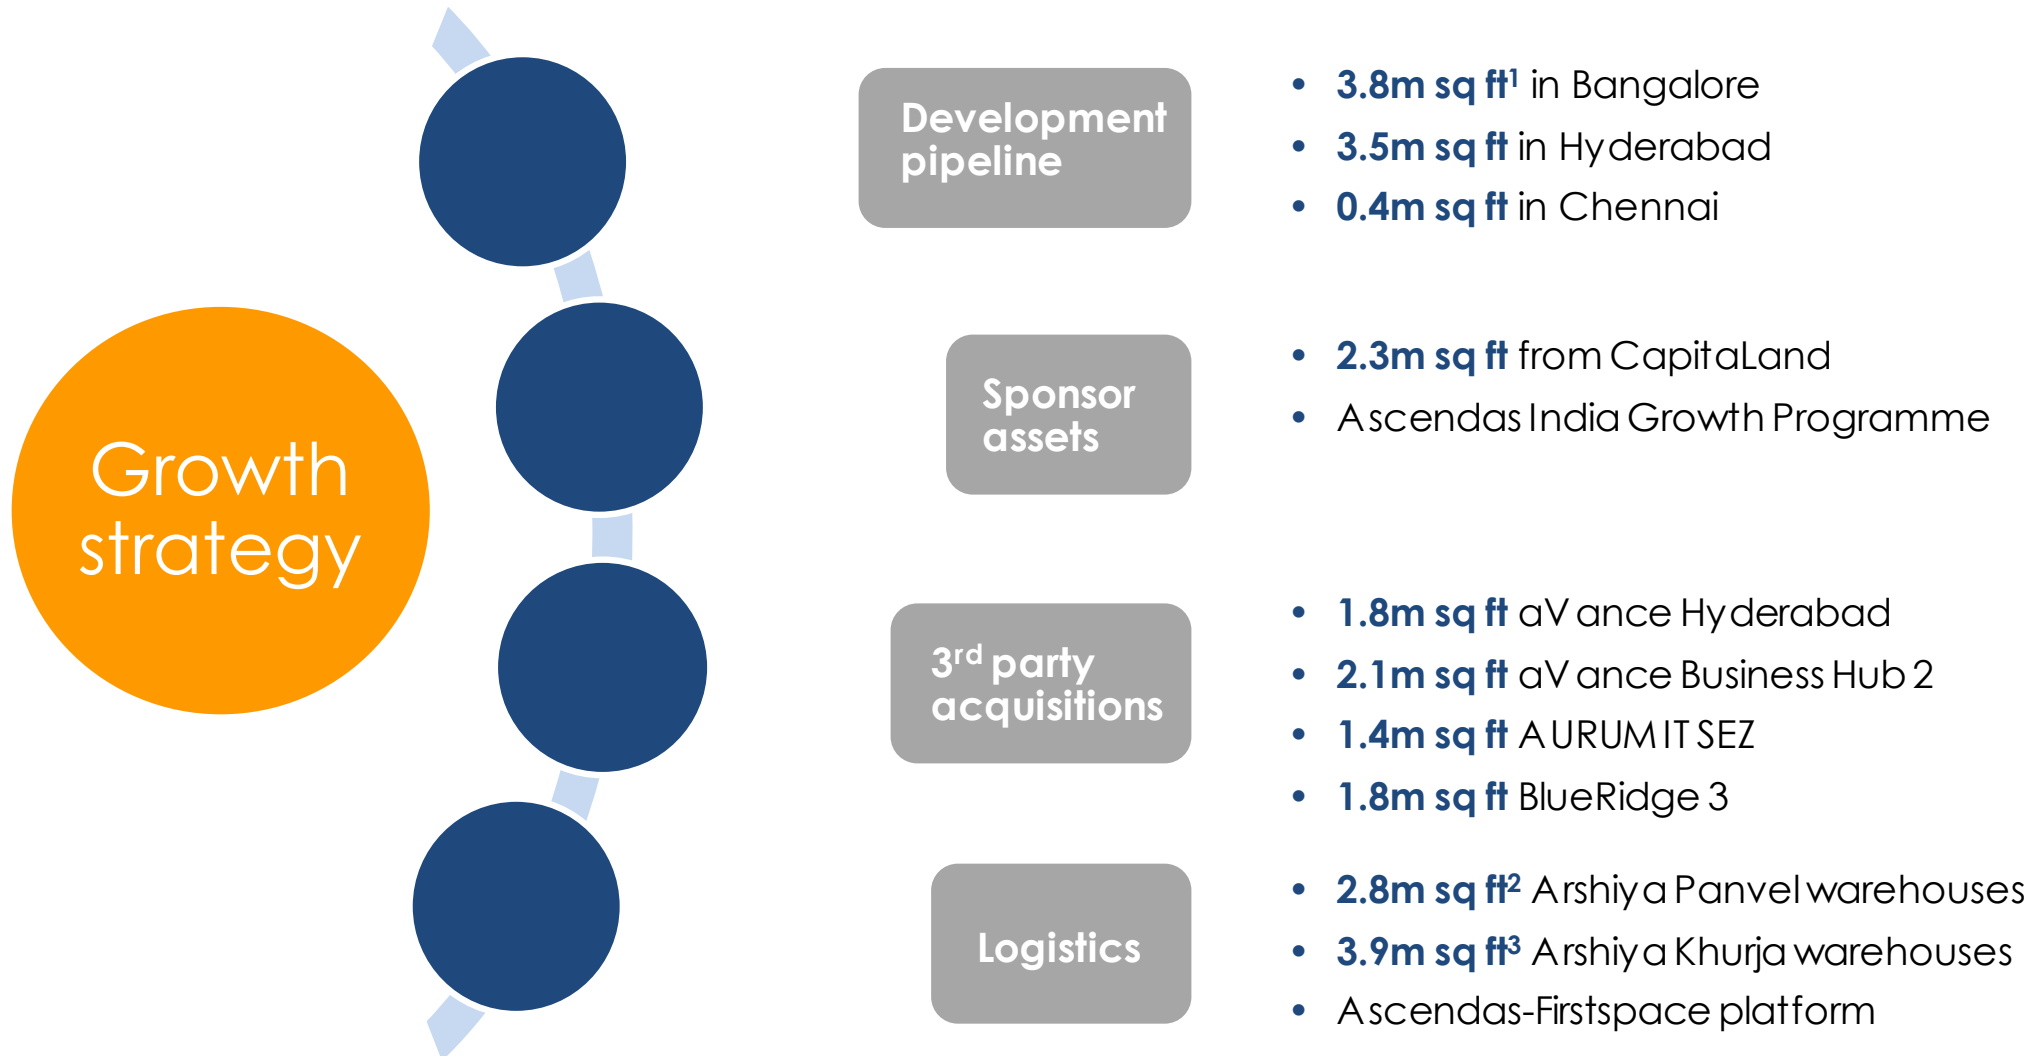 Growth
strategy
Development
pipeline
• 3.8m sq ft¹ in Bangalore
• 3.5m sq ft in Hyderabad
• 0.4m sq ft in Chennai
Sponsor
assets
• 2.3m sq ft from CapitaLand
• Ascendas India Growth Programme
3rd party
acquisitions
• 1.8m sq ft aVance Hyderabad
• 2.1m sq ft aVance Business Hub 2
• 1.4m sq ft AURUM IT SEZ
• 1.8m sq ft BlueRidge 3
Logistics
• 2.8m sq ft² Arshiya Panvel warehouses
• 3.9m sq ft³ Arshiya Khurja warehouses
• Ascendas-Firstspace platform